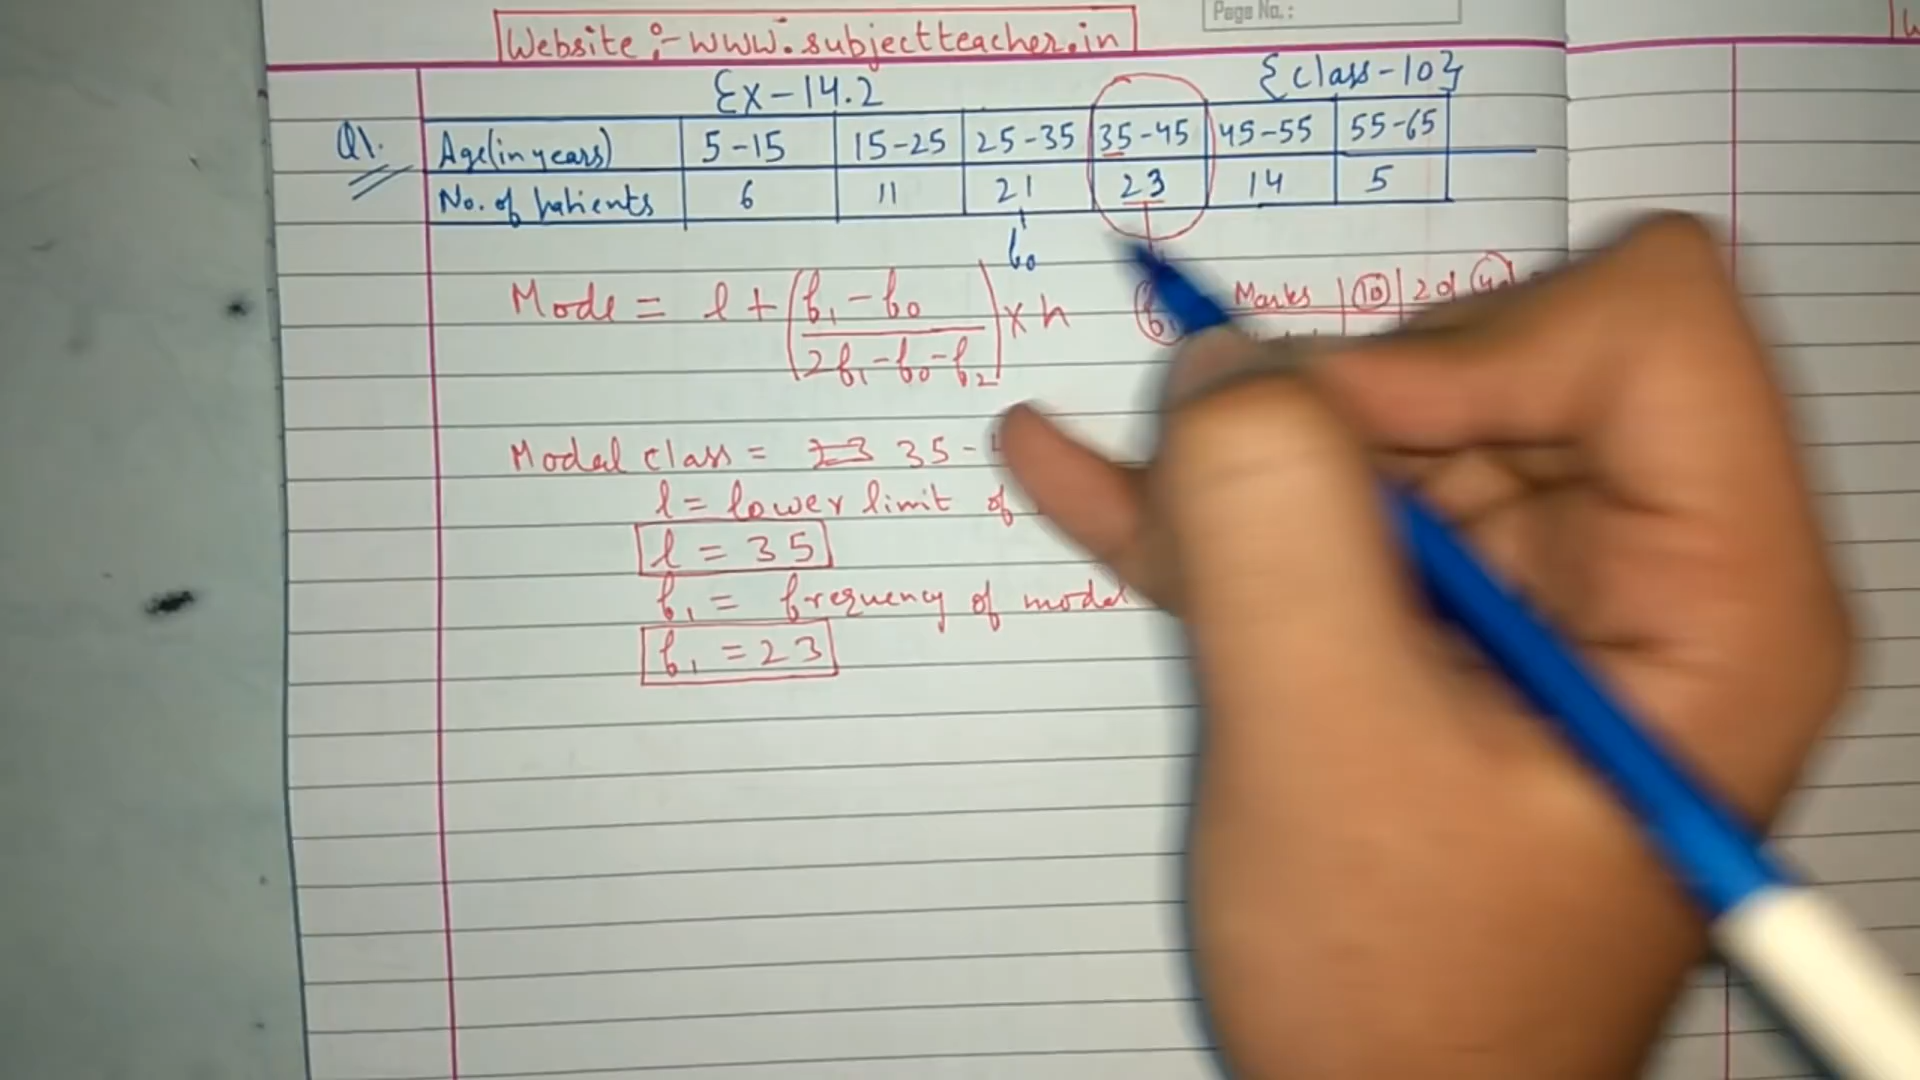 Page No.:
Website :- www.subjectteacher.in
Ex-14.2 {class-10}
Q1. Age(in years) 5-15 15-25 25-35 35-45 45-55 55-65
No. of patients 6 11 21 23 14 5
f₀
Mode = l + (f₁ - f₀ / 2f₁ - f₀ - f₂) x h
f₁ Marks 10 20
Modal class = 35-
l = lower limit of
l = 35
f₁ = frequency of modal
f₁ = 23